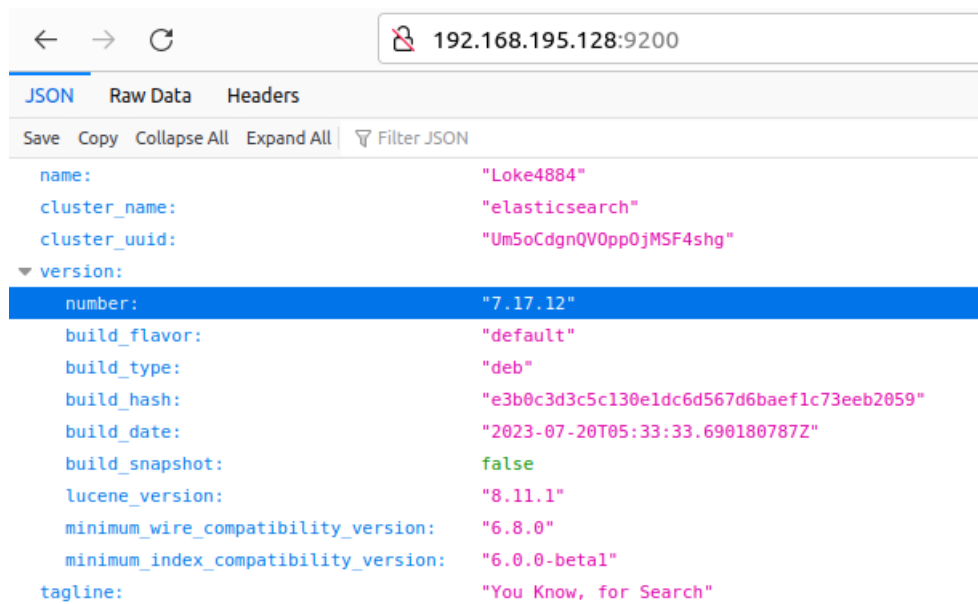 192.168.195.128:9200
JSON Raw Data Headers
Save Copy Collapse All Expand All Filter JSON
name: "Loke4884"
cluster_name: "elasticsearch"
cluster_uuid: "Um5oCdgnQVOppOjMSF4shg"
version:
number: "7.17.12"
build_flavor: "default"
build_type: "deb"
build_hash: "e3b0c3d3c5c130e1dc6d567d6baef1c73eeb2059"
build_date: "2023-07-20T05:33:33.690180787Z"
build_snapshot: false
lucene_version: "8.11.1"
minimum_wire_compatibility_version: "6.8.0"
minimum_index_compatibility_version: "6.0.0-beta1"
tagline: "You Know, for Search"